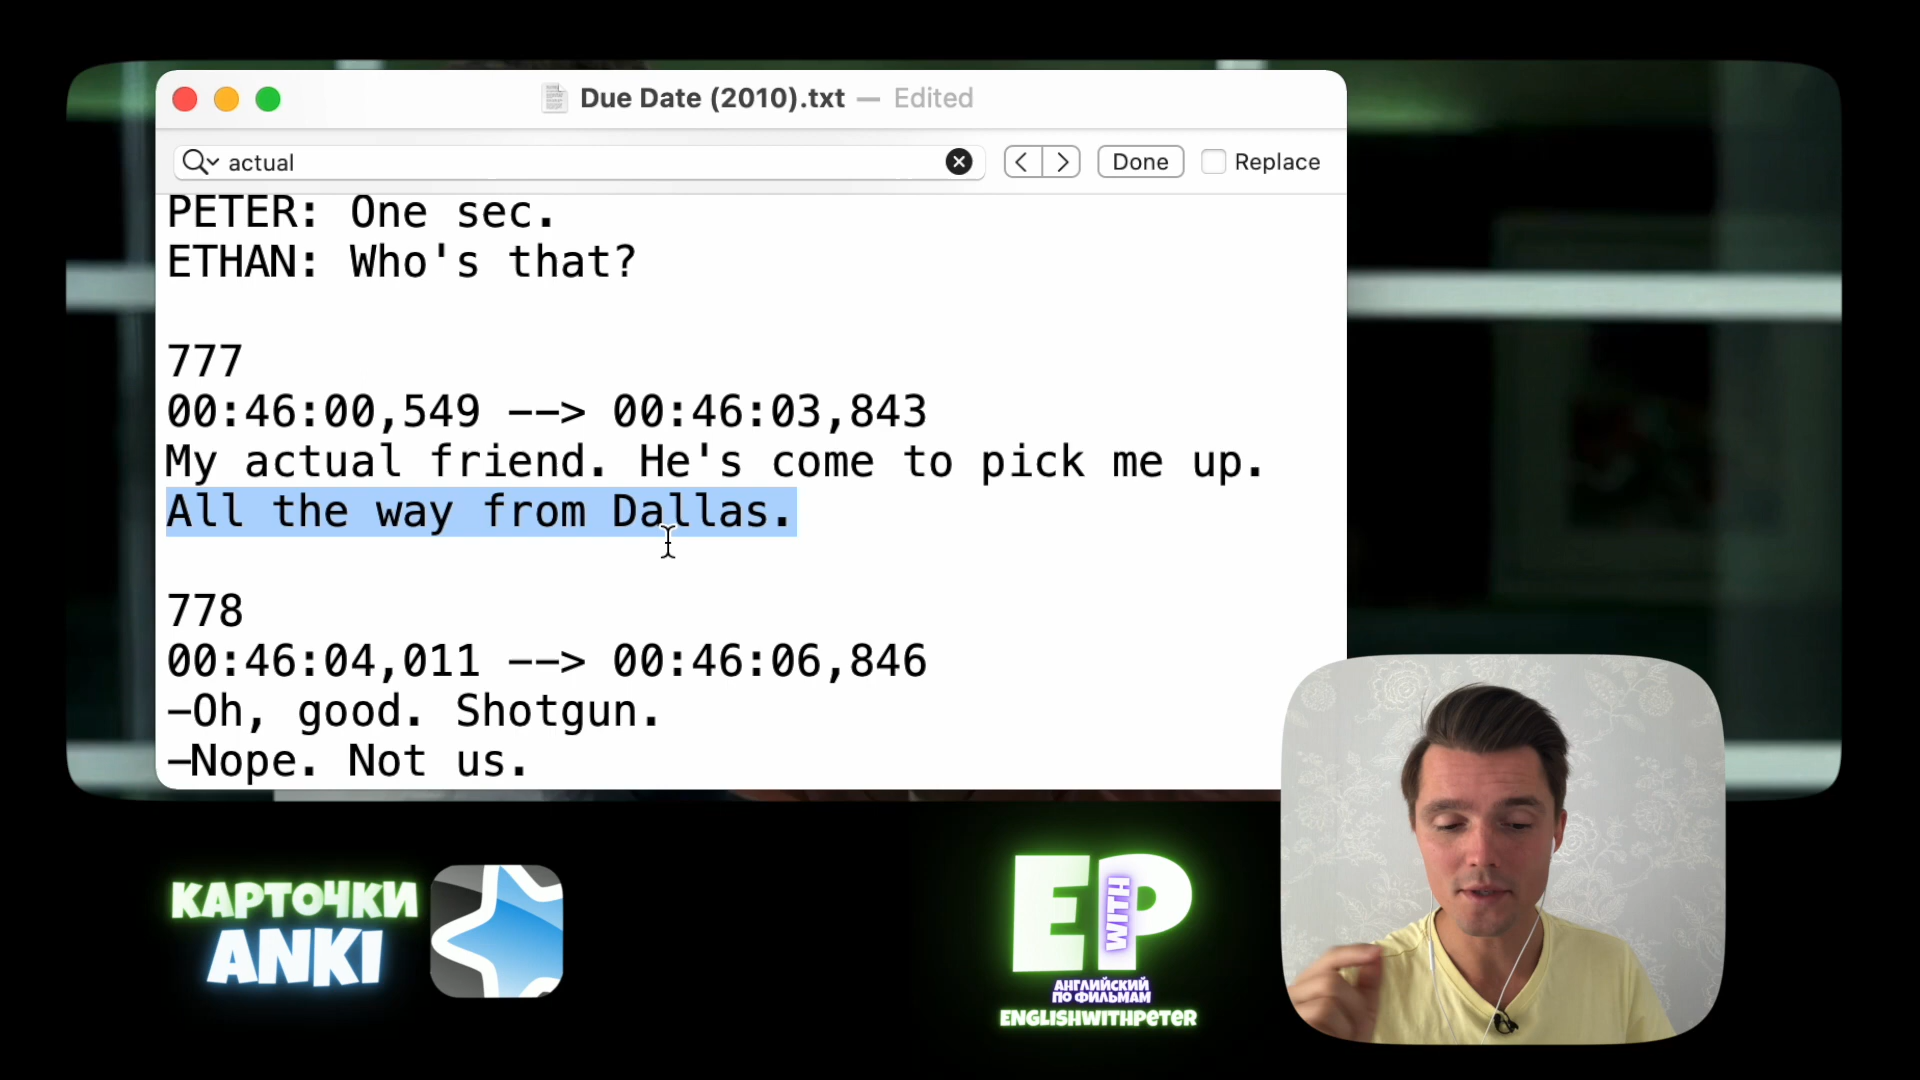 Due Date (2010).txt — Edited
actual
Done
Replace
PETER: One sec.
ETHAN: Who's that?
777
00:46:00,549 --> 00:46:03,843
My actual friend. He's come to pick me up.
All the way from Dallas.
778
00:46:04,011 --> 00:46:06,846
-Oh, good. Shotgun.
-Nope. Not us.
КАРТОЧКИ
ANKI
EP
WITH
АНГЛИЙСКИЙ
ПО ФИЛЬМАМ
ENGLISHWITHPETER